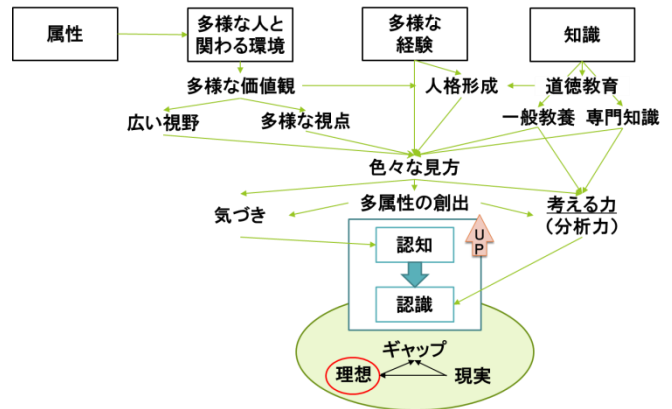 属性
多様な人と
関わる環境
多様な
経験
知識
多様な価値観
人格形成
道徳教育
広い視野
多様な視点
一般教養
専門知識
色々な見方
気づき
多属性の創出
考える力
(分析力)
UP
認知
認識
ギャップ
理想
現実